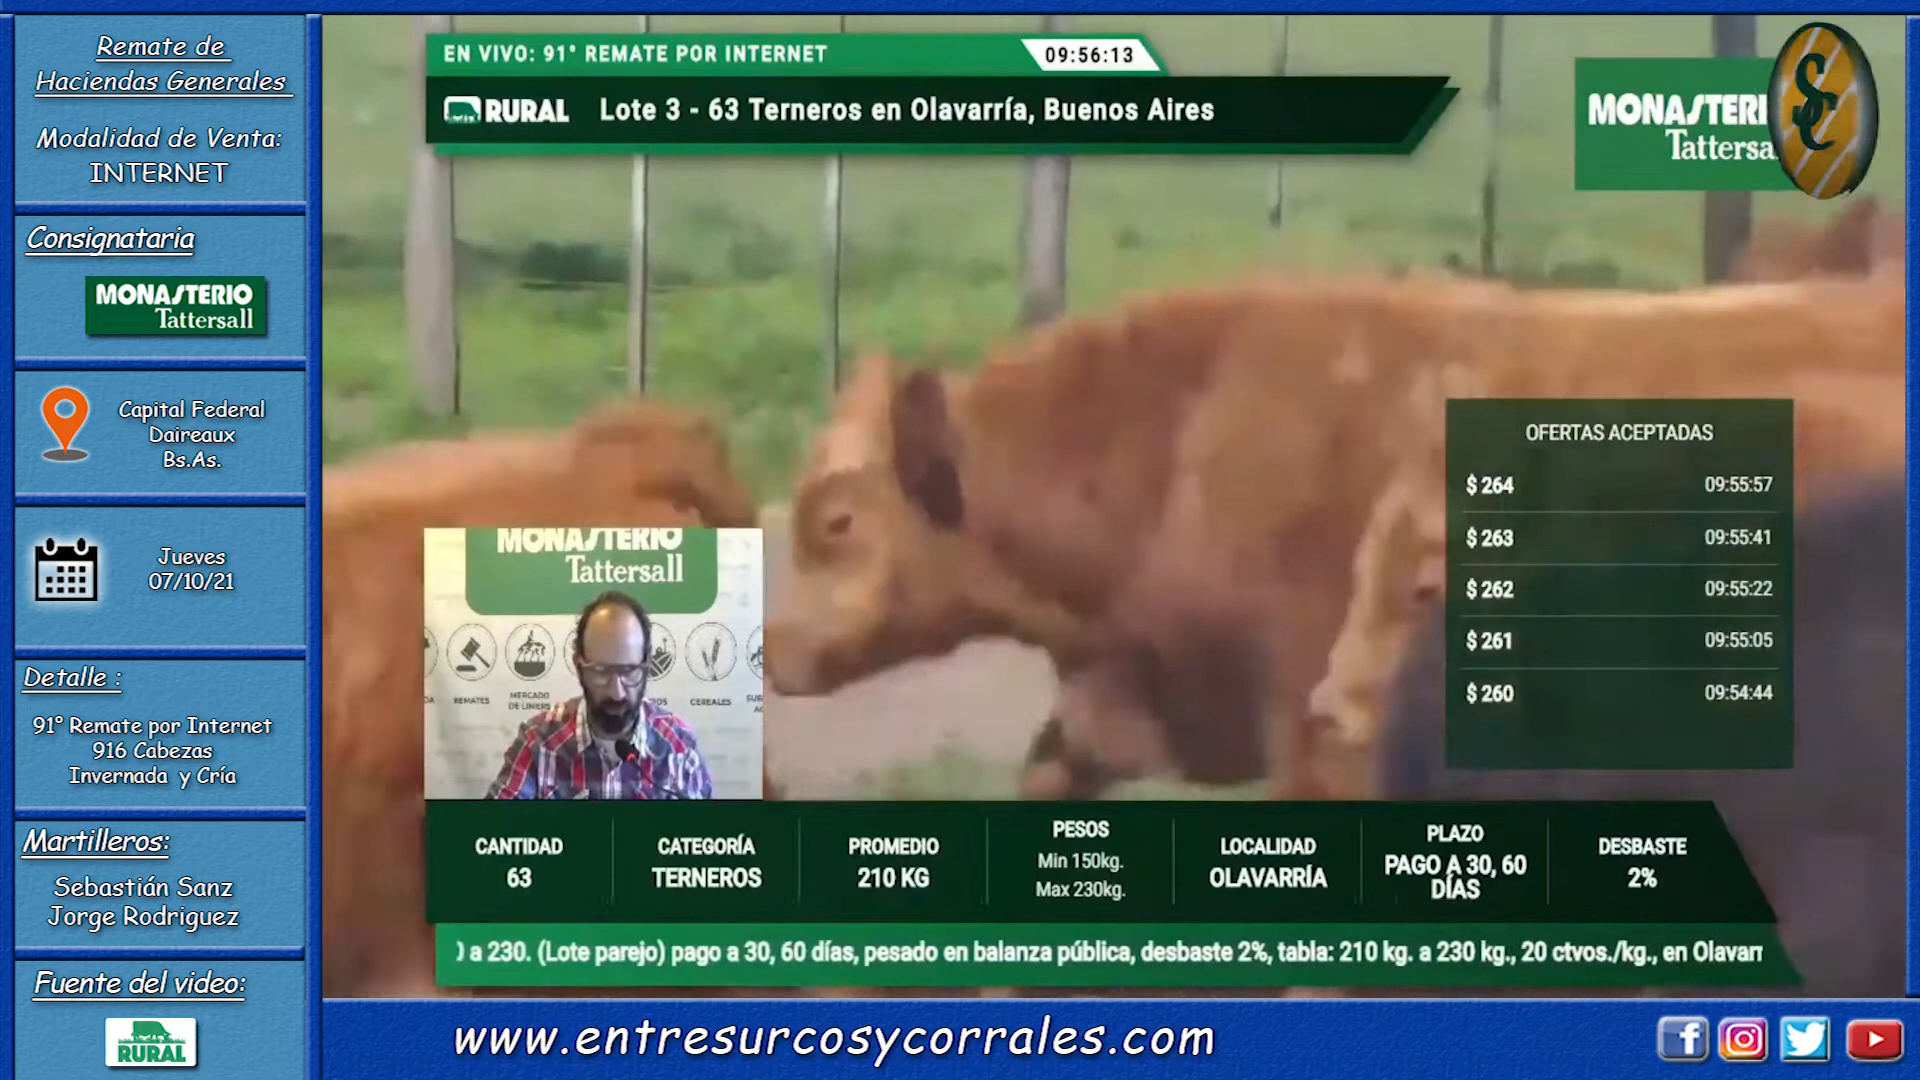 Remate de
Haciendas Generales
Modalidad de Venta:
INTERNET
Consignataria
MONASTERIO
Tattersall
Capital Federal
Daireaux
Bs.As.
Jueves
07/10/21
Detalle :
91° Remate por Internet
916 Cabezas
Invernada y Cría
Martilleros:
Sebastián Sanz
Jorge Rodriguez
Fuente del video:
RURAL
EN VIVO: 91° REMATE POR INTERNET
09:56:13
RURAL
Lote 3 - 63 Terneros en Olavarría, Buenos Aires
MONASTERI
Tattersa
SC
OFERTAS ACEPTADAS
$ 264 09:55:57
$ 263 09:55:41
$ 262 09:55:22
$ 261 09:55:05
$ 260 09:54:44
MONASTERIO
Tattersall
REMATES
MERCADO
DE LINIERS
CEREALES
CANTIDAD
63
CATEGORÍA
TERNEROS
PROMEDIO
210 KG
PESOS
Min 150kg.
Max 230kg.
LOCALIDAD
OLAVARRÍA
PLAZO
PAGO A 30, 60
DÍAS
DESBASTE
2%
a 230. (Lote parejo) pago a 30, 60 días, pesado en balanza pública, desbaste 2%, tabla: 210 kg. a 230 kg., 20 ctvos./kg., en Olavarr
www.entresurcosycorrales.com